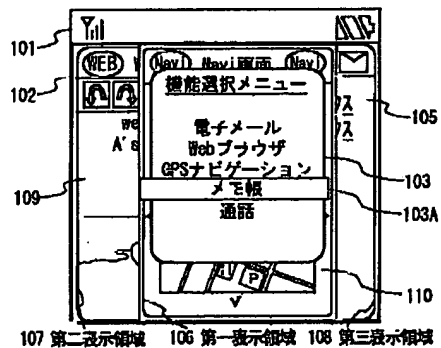 101
102
WEB
W
Navi
Navi画面
Navi
機能選択メニュー
電子メール
Webブラウザ
GPSナビゲーション
メモ帳
通話
we
A's
ス
ス
P
105
103
103A
109
110
107 第二表示領域 106 第一表示領域 108 第三表示領域